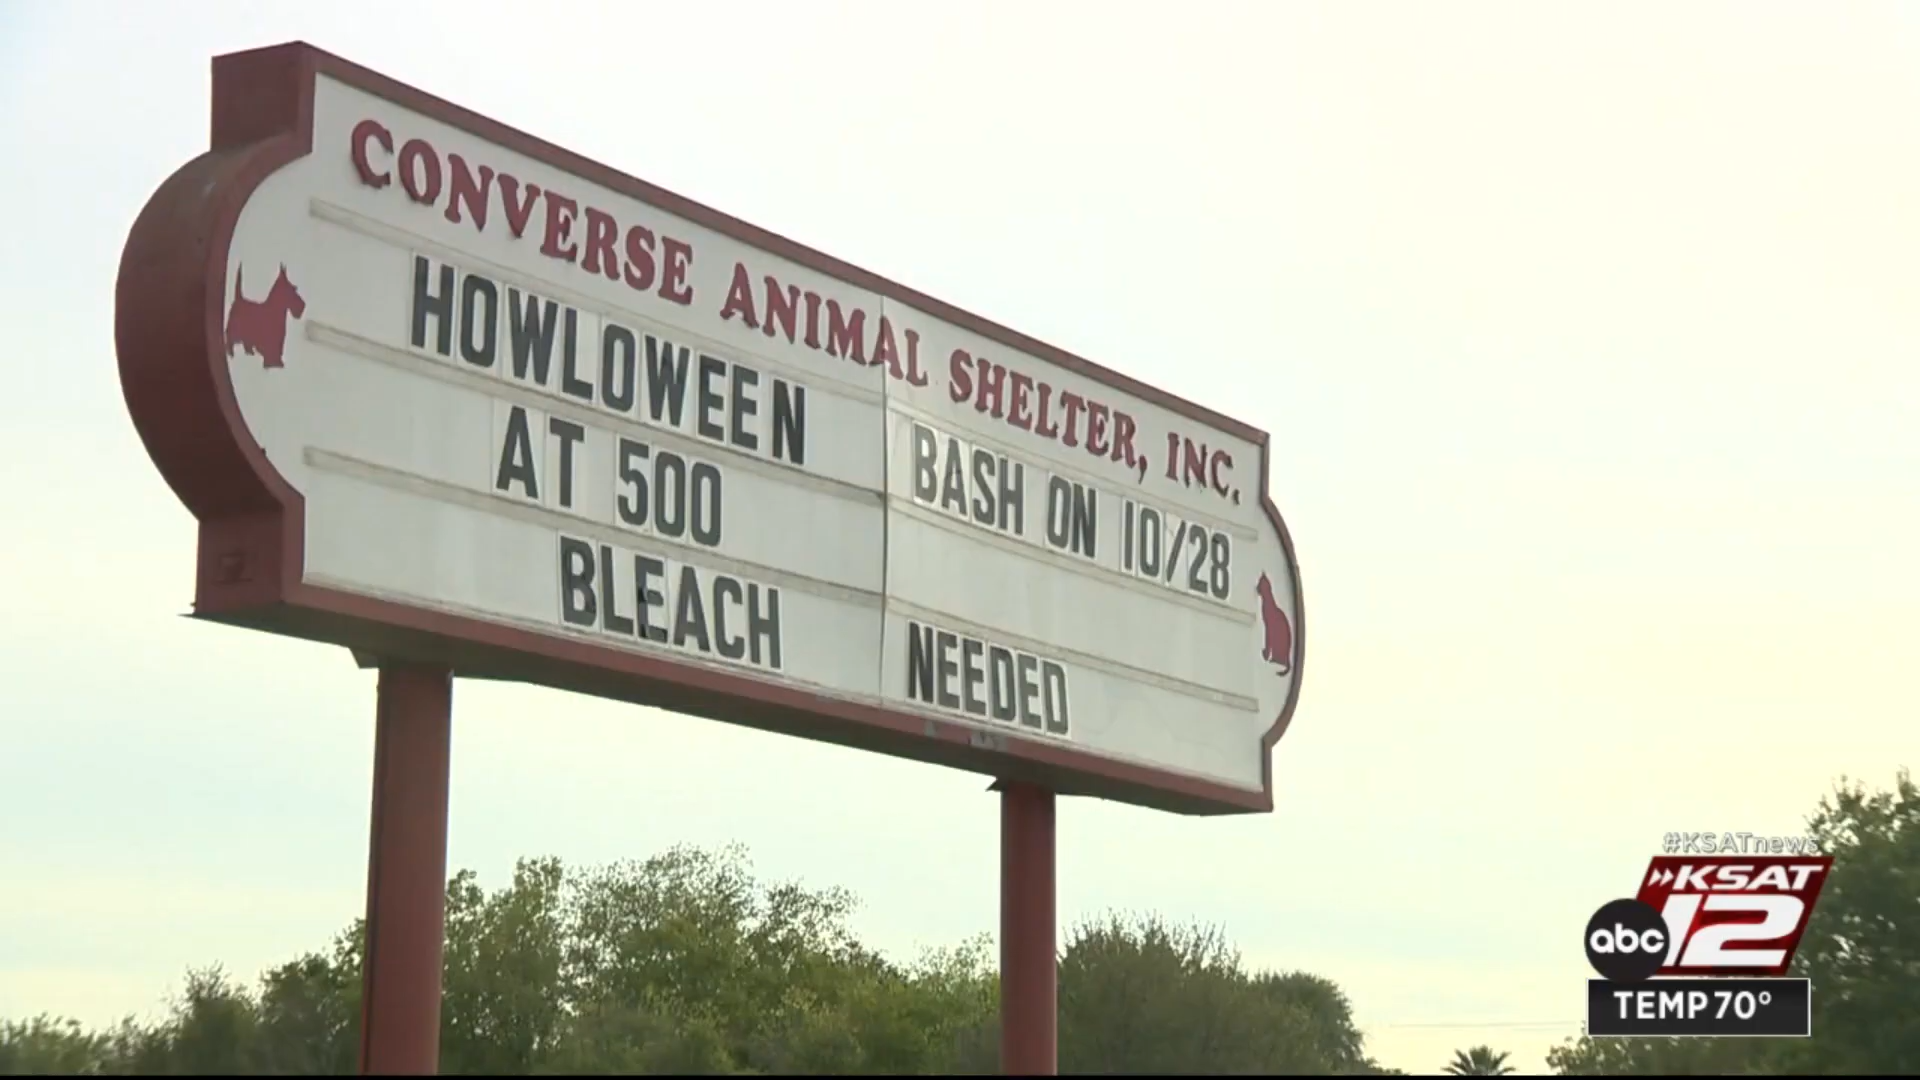 CONVERSE ANIMAL SHELTER, INC.
HOWLOWEEN BASH ON 10/28
AT 500
BLEACH NEEDED
#KSATnews
KSAT
abc 12
TEMP 70°